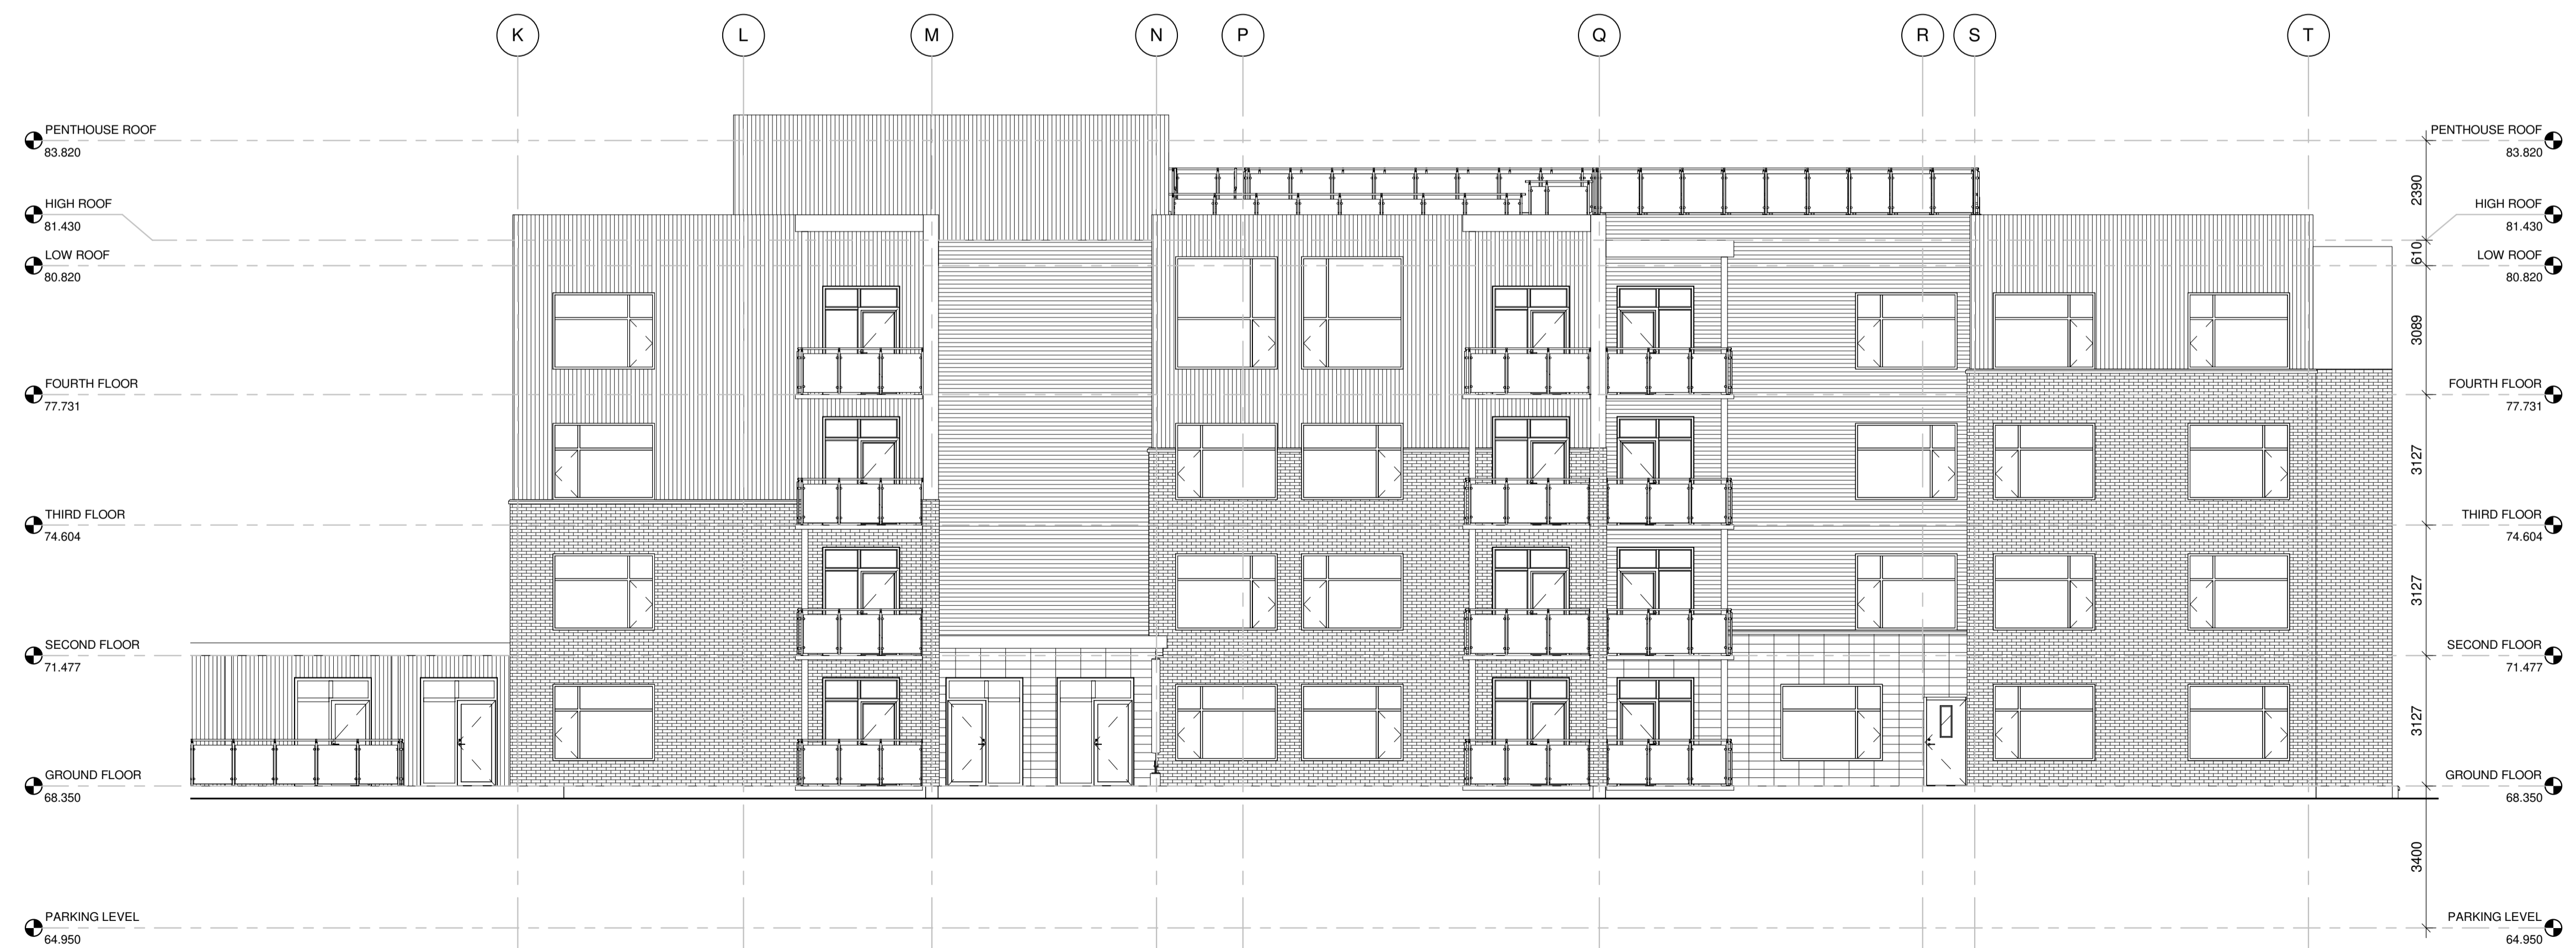 K L M N P Q R S T
PENTHOUSE ROOF
83.820
HIGH ROOF
81.430
LOW ROOF
80.820
FOURTH FLOOR
77.731
THIRD FLOOR
74.604
SECOND FLOOR
71.477
GROUND FLOOR
68.350
PARKING LEVEL
64.950
2390
610
3089
3127
3127
3127
3400
PENTHOUSE ROOF
83.820
HIGH ROOF
81.430
LOW ROOF
80.820
FOURTH FLOOR
77.731
THIRD FLOOR
74.604
SECOND FLOOR
71.477
GROUND FLOOR
68.350
PARKING LEVEL
64.950